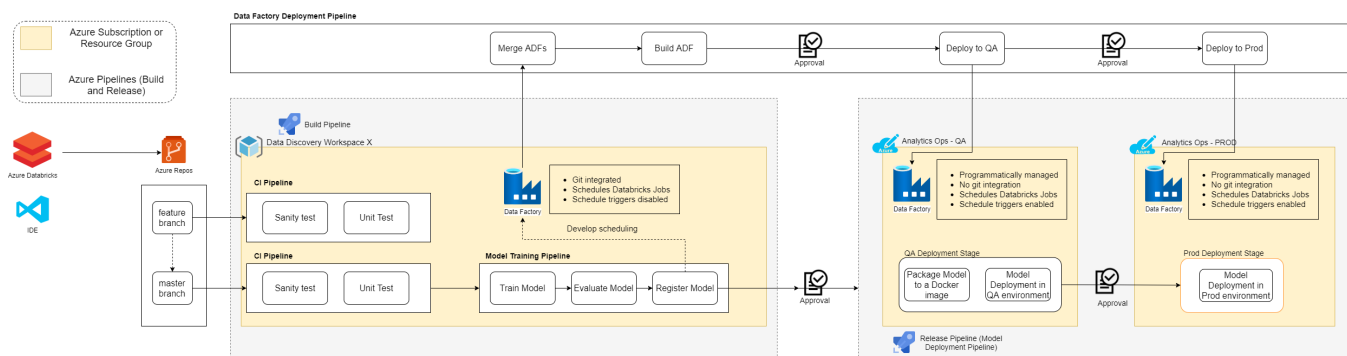 Data Factory Deployment Pipeline
Azure Subscription or
Resource Group
Azure Pipelines (Build
and Release)
Merge ADFs
Build ADF
Approval
Deploy to QA
Approval
Deploy to Prod
Build Pipeline
Data Discovery Workspace X
Azure Databricks
Azure Repos
IDE
feature
branch
master
branch
CI Pipeline
Sanity test
Unit Test
CI Pipeline
Sanity test
Unit Test
Data Factory
• Git integrated
• Schedules Databricks Jobs
• Schedule triggers disabled
Develop scheduling
Model Training Pipeline
Train Model
Evaluate Model
Register Model
Approval
Azure
Analytics Ops - QA
Data Factory
• Programmatically managed
• No git integration
• Schedules Databricks Jobs
• Schedule triggers enabled
QA Deployment Stage
Package Model
to a Docker
image
Model
Deployment in
QA environment
Approval
Azure
Analytics Ops - PROD
Data Factory
• Programmatically managed
• No git integration
• Schedules Databricks Jobs
• Schedule triggers enabled
Prod Deployment Stage
Model
Deployment in
Prod environment
Release Pipeline (Model
Deployment Pipeline)